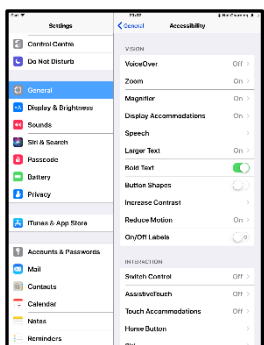 Settings
General
Accessibility
Control Centre
Do Not Disturb
General
Display & Brightness
Sounds
Siri & Search
Passcode
Battery
Privacy
iTunes & App Store
Accounts & Passwords
Mail
Contacts
Calendar
Notes
Reminders
VISION
VoiceOver Off
Zoom On
Magnifier On
Display Accommodations On
Speech
Larger Text On
Bold Text
Button Shapes
Increase Contrast
Reduce Motion On
On/Off Labels
INTERACTION
Switch Control Off
AssistiveTouch Off
Touch Accommodations Off
Home Button